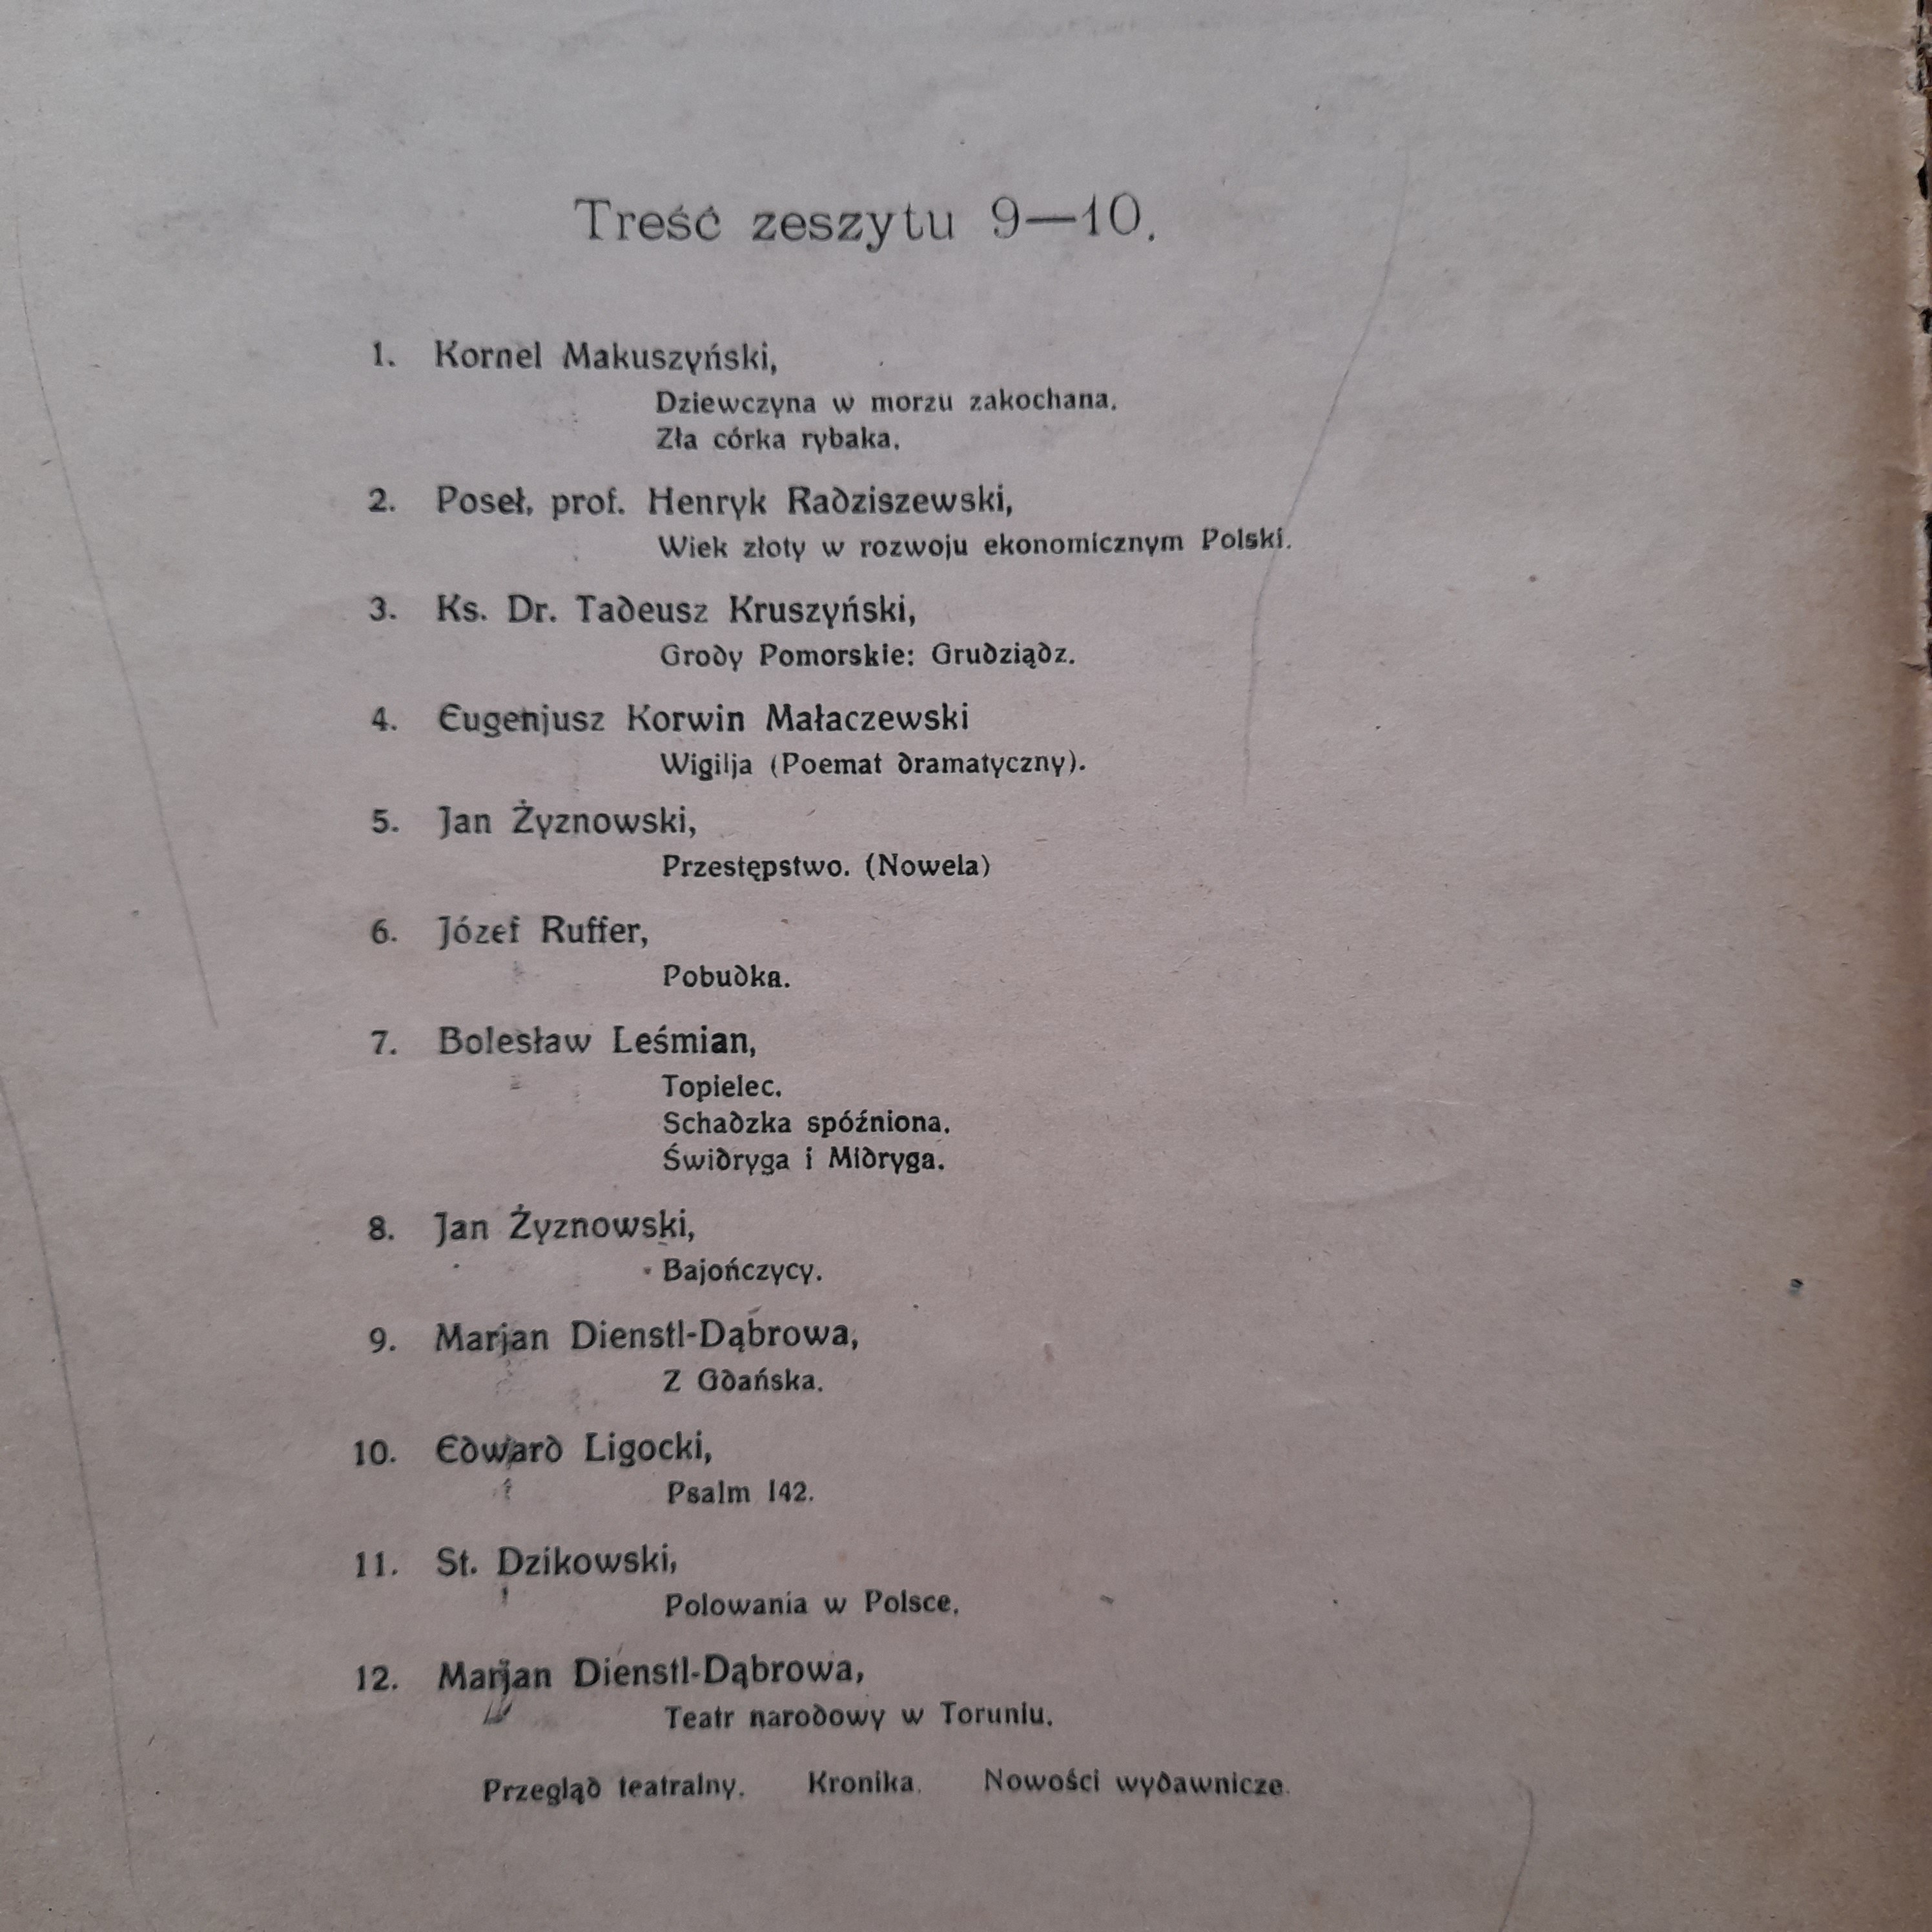 Treść zeszytu 9—10.
1. Kornel Makuszyński,
Dziewczyna w morzu zakochana.
Zła córka rybaka.
2. Poseł, prof. Henryk Radziszewski,
Wiek złoty w rozwoju ekonomicznym Polski.
3. Ks. Dr. Tadeusz Kruszyński,
Grody Pomorskie: Grudziądz.
4. Eugenjusz Korwin Małaczewski
Wigilja (Poemat dramatyczny).
5. Jan Żyznowski,
Przestępstwo. (Nowela)
6. Józef Ruffer,
Pobudka.
7. Bolesław Leśmian,
Topielec.
Schadzka spóźniona.
Świdryga i Midryga.
8. Jan Żyznowski,
Bajończycy.
9. Marjan Dienstl-Dąbrowa,
Z Gdańska.
10. Edward Ligocki,
Psalm 142.
11. St. Dzikowski,
Polowania w Polsce.
12. Marjan Dienstl-Dąbrowa,
Teatr narodowy w Toruniu.
Przegląd teatralny. Kronika. Nowości wydawnicze.